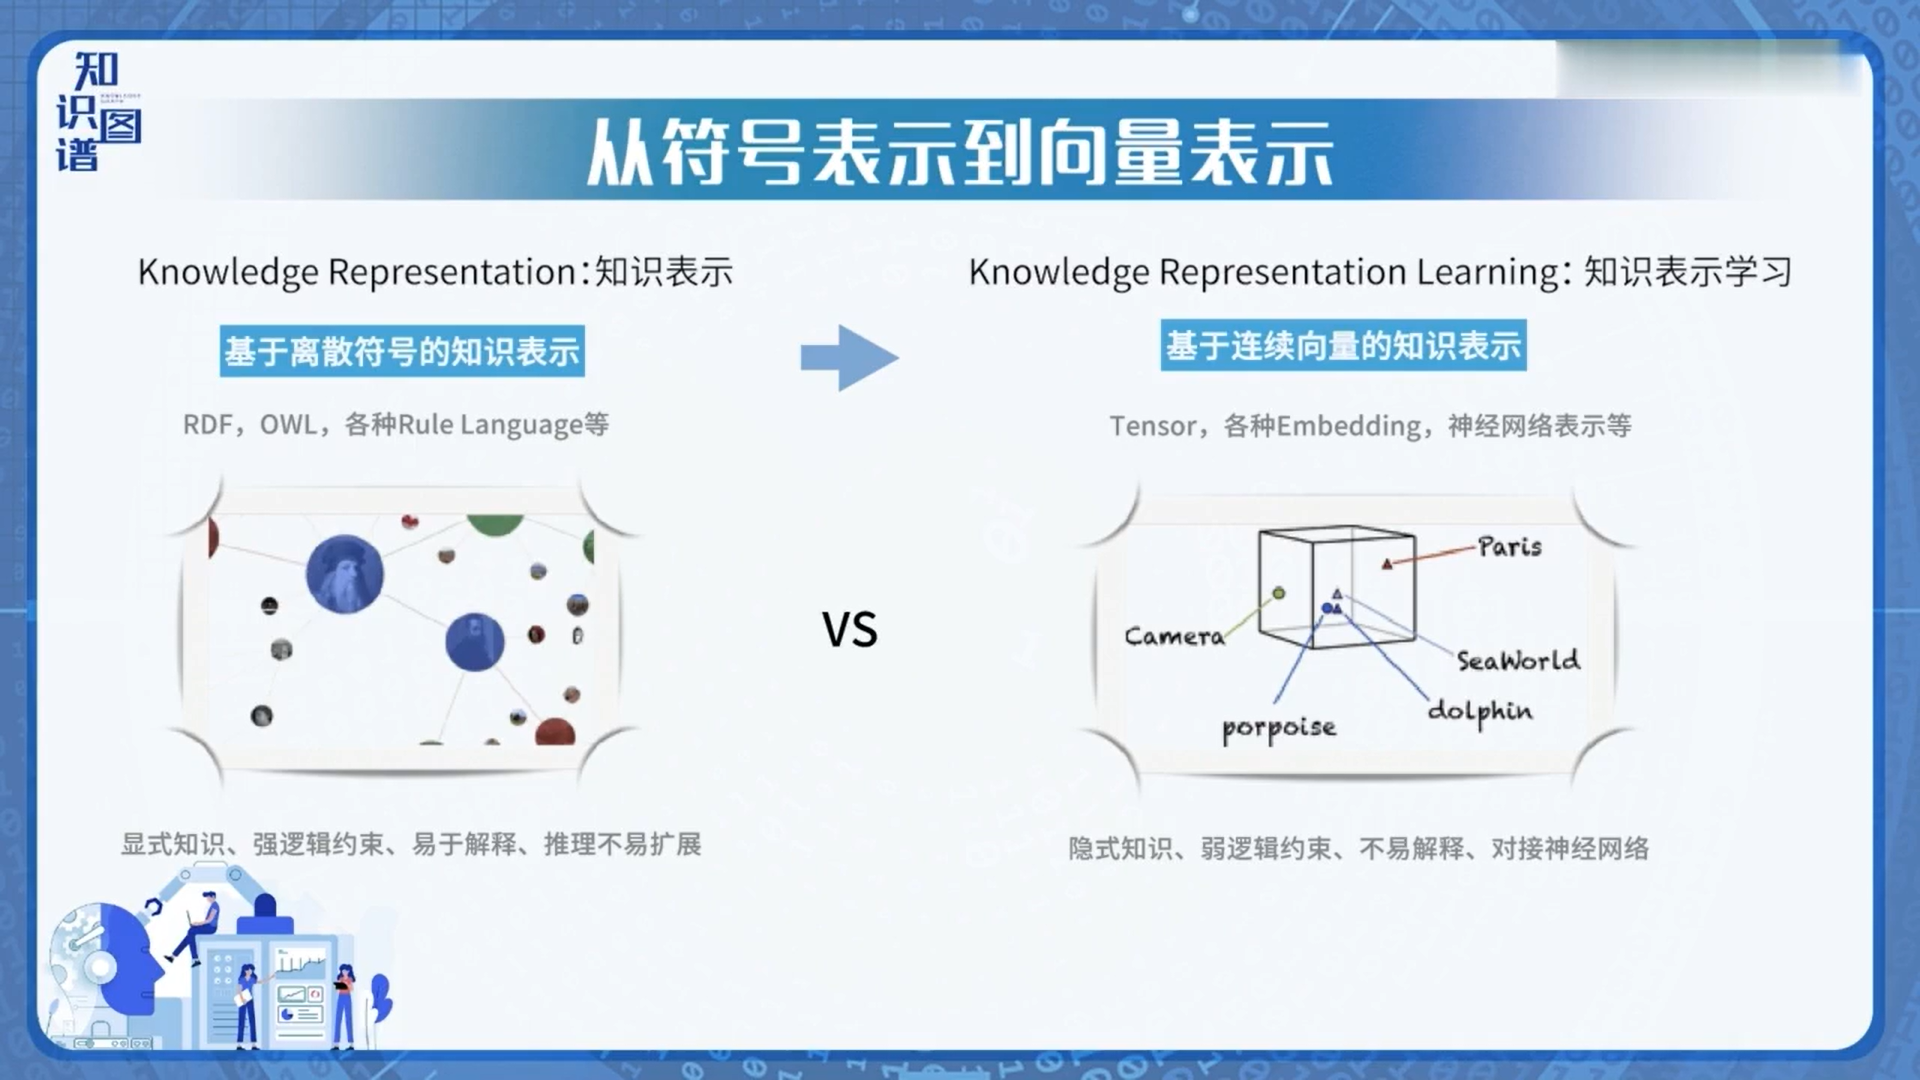 知识图谱
从符号表示到向量表示
Knowledge Representation：知识表示
基于离散符号的知识表示
RDF，OWL，各种Rule Language等
显式知识、强逻辑约束、易于解释、推理不易扩展
VS
Knowledge Representation Learning：知识表示学习
基于连续向量的知识表示
Tensor，各种Embedding，神经网络表示等
Paris
Camera
SeaWorld
dolphin
porpoise
隐式知识、弱逻辑约束、不易解释、对接神经网络